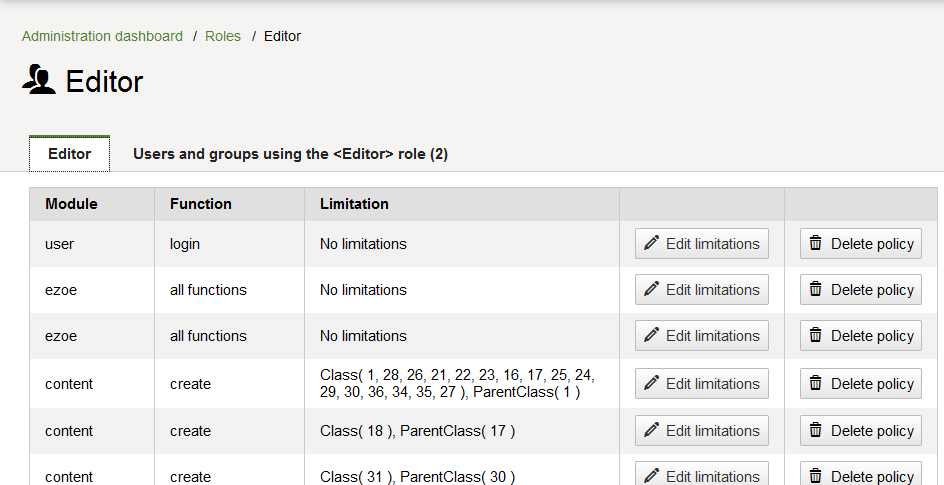 Administration dashboard / Roles / Editor
Editor
Editor Users and groups using the <Editor> role (2)
Module Function Limitation
user login No limitations Edit limitations Delete policy
ezoe all functions No limitations Edit limitations Delete policy
ezoe all functions No limitations Edit limitations Delete policy
content create Class( 1, 28, 26, 21, 22, 23, 16, 17, 25, 24, Edit limitations Delete policy
29, 30, 36, 34, 35, 27 ), ParentClass( 1 )
content create Class( 18 ), ParentClass( 17 ) Edit limitations Delete policy
content create Class( 31 ), ParentClass( 30 ) Edit limitations Delete policy